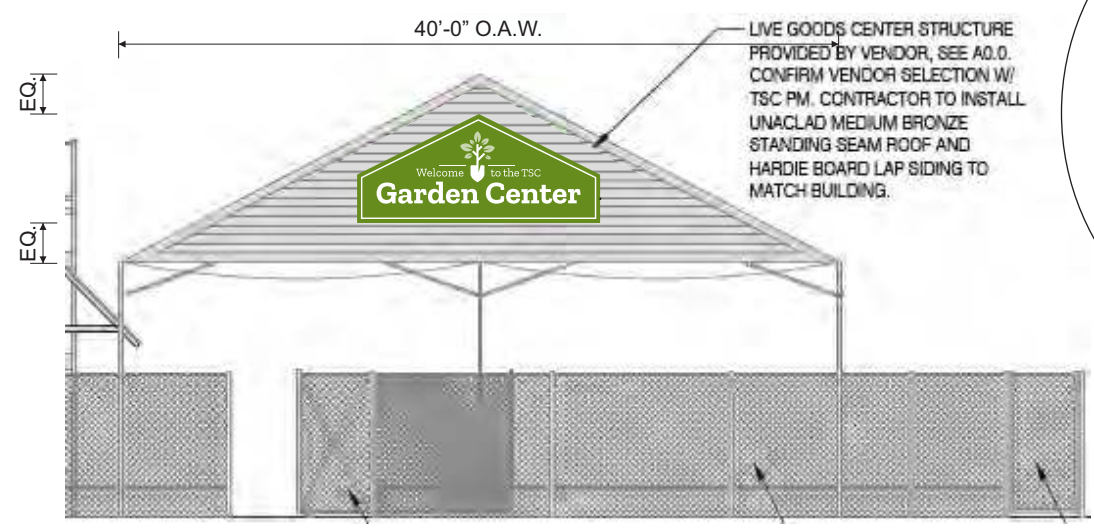 40’-0” O.A.W.
LIVE GOODS CENTER STRUCTURE
PROVIDED BY VENDOR, SEE A0.0.
CONFIRM VENDOR SELECTION W/
TSC PM. CONTRACTOR TO INSTALL
UNACLAD MEDIUM BRONZE
STANDING SEAM ROOF AND
HARDIE BOARD LAP SIDING TO
MATCH BUILDING.
EQ.
Welcome to the TSC
Garden Center
EQ.